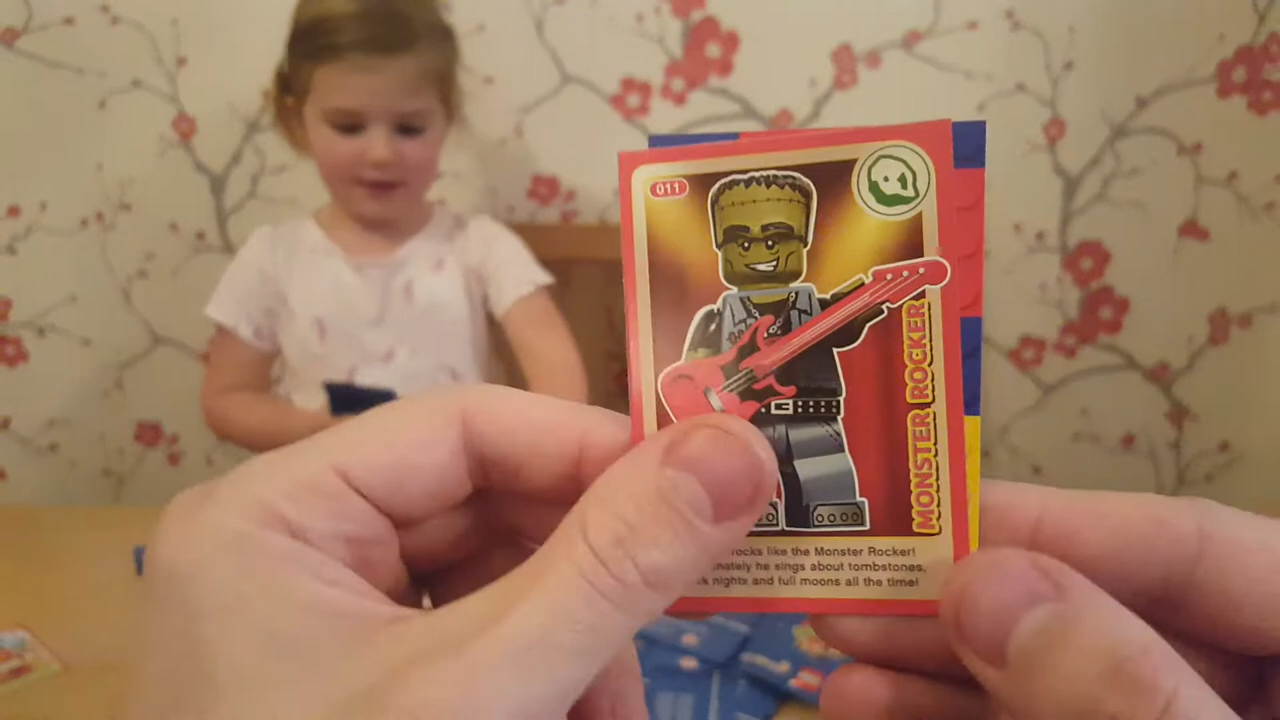 011
MONSTER ROCKER
rocks like the Monster Rocker!
he sings about tombstones,
nights and full moons all the time!